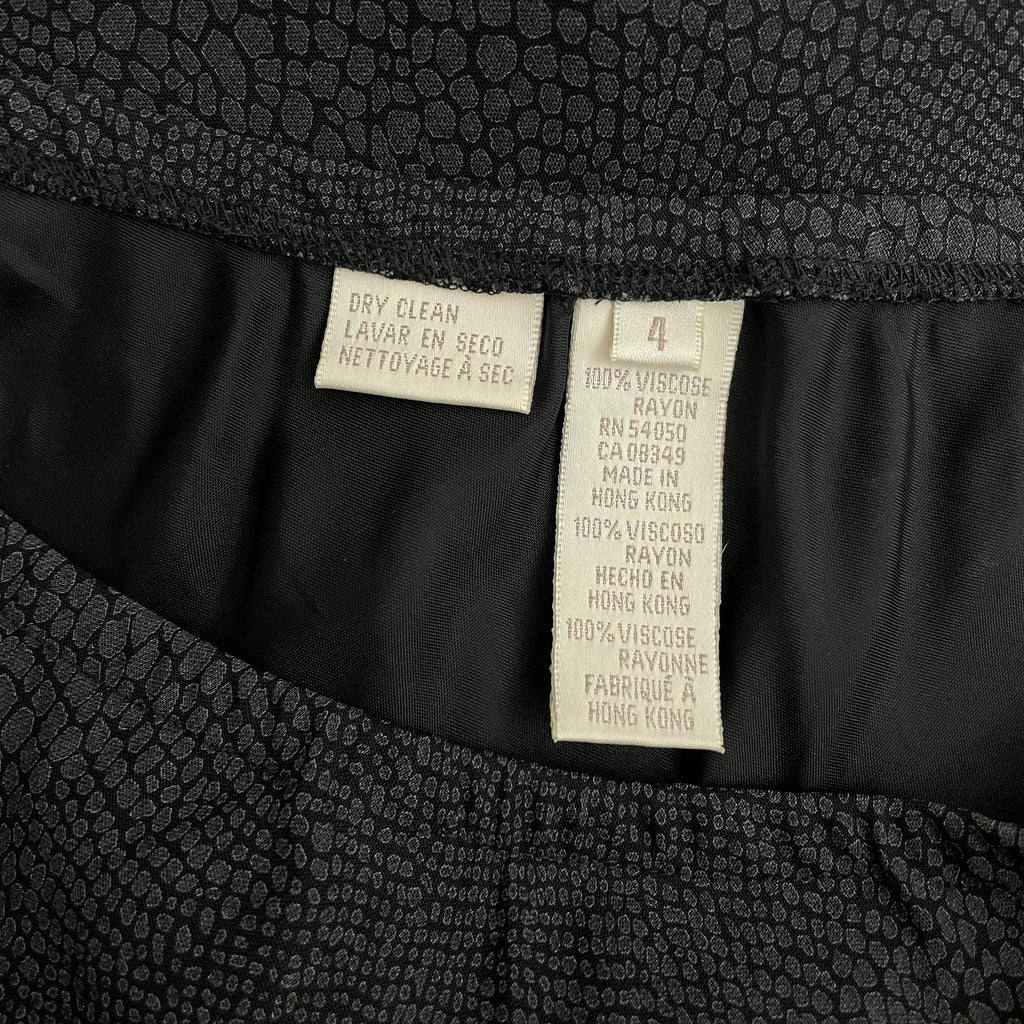 DRY CLEAN
LAVAR EN SECO
NETTOYAGE À SEC
4
100% VISCOSE
RAYON
RN 54050
CA 08349
MADE IN
HONG KONG
100% VISCOSO
RAYON
HECHO EN
HONG KONG
100% VISCOSE
RAYONNE
FABRIQUÉ À
HONG KONG